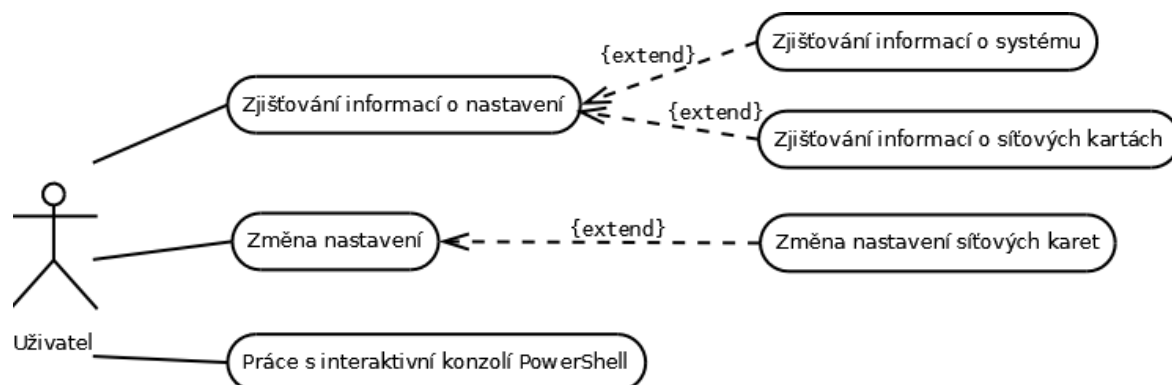 Zjišťování informací o systému
{extend}
Zjišťování informací o nastavení
{extend}
Zjišťování informací o síťových kartách
{extend}
Změna nastavení
Změna nastavení síťových karet
Uživatel
Práce s interaktivní konzolí PowerShell